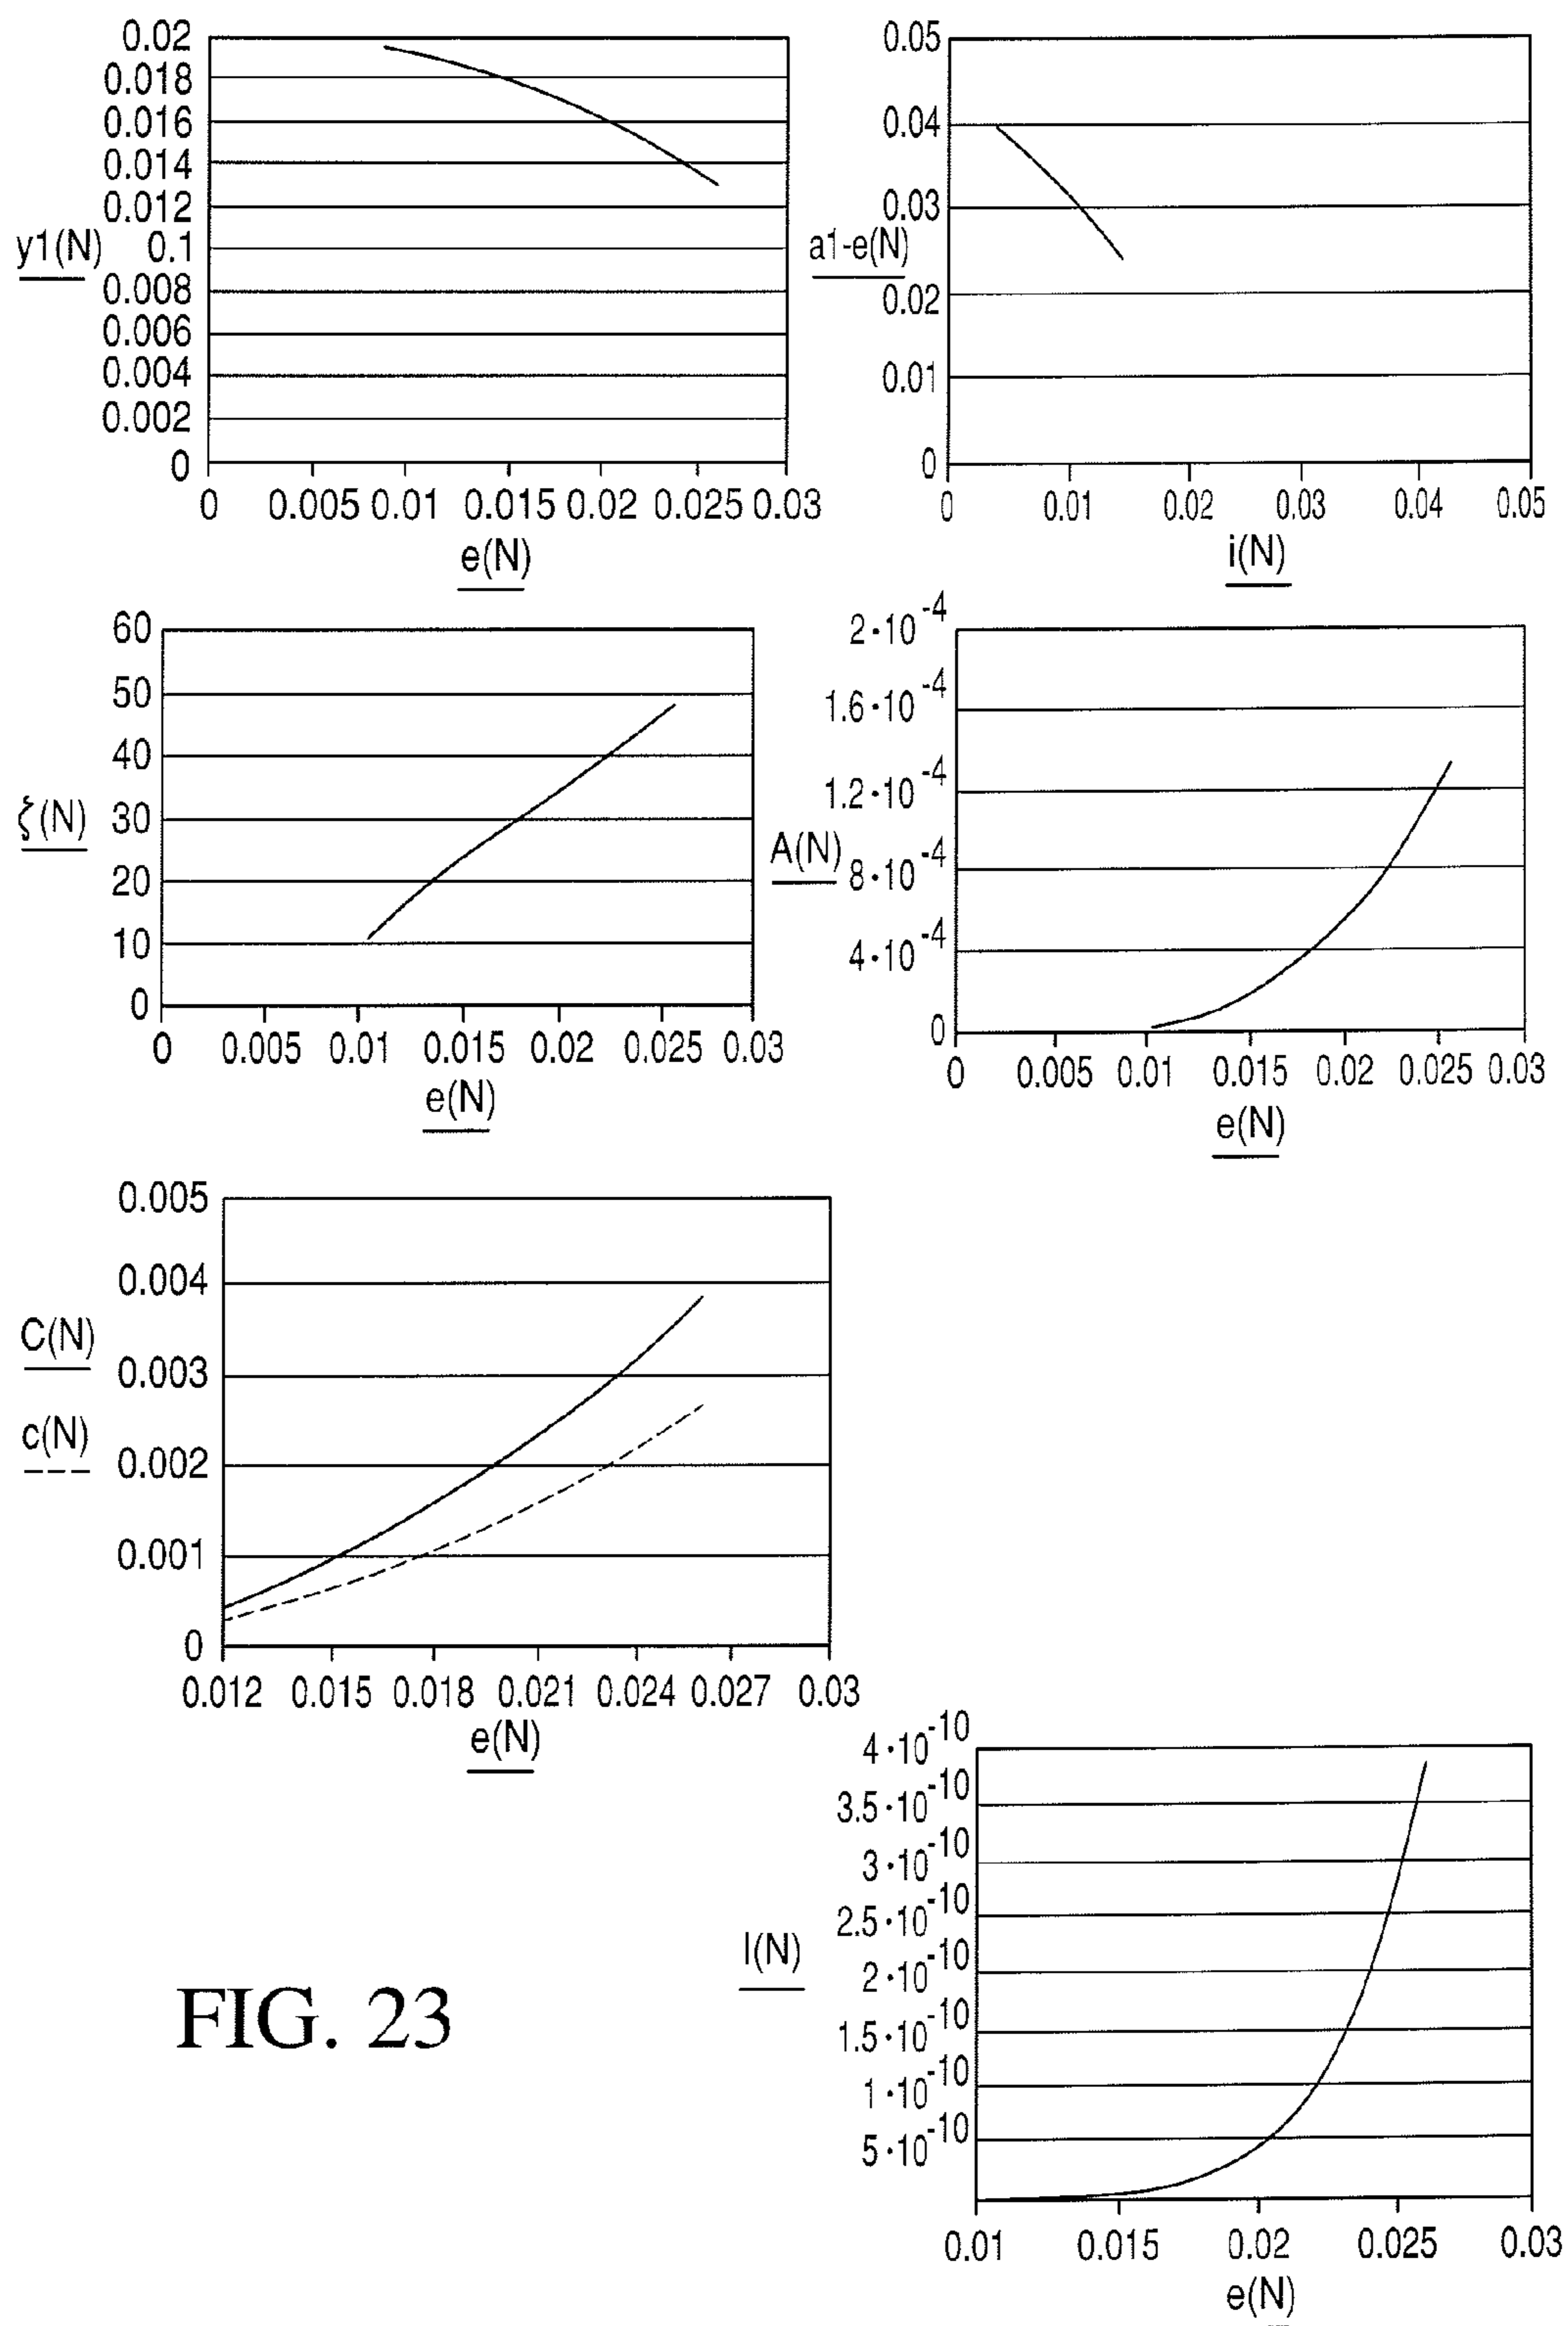 0.02
0.018
0.016
0.014
0.012
y1(N) 0.1
0.008
0.006
0.004
0.002
0
0 0.005 0.01 0.015 0.02 0.025 0.03
e(N)
0.05
0.04
0.03
a1-e(N)
0.02
0.01
0
0 0.01 0.02 0.03 0.04 0.05
i(N)
60
50
40
ζ(N) 30
20
10
0
0 0.005 0.01 0.015 0.02 0.025 0.03
e(N)
2·10⁻⁴
1.6·10⁻⁴
1.2·10⁻⁴
A(N) 8·10⁻⁴
4·10⁻⁴
0
0 0.005 0.01 0.015 0.02 0.025 0.03
e(N)
0.005
0.004
C(N)
0.003
c(N)
0.002
0.001
0
0.012 0.015 0.018 0.021 0.024 0.027 0.03
e(N)
4·10⁻¹⁰
3.5·10⁻¹⁰
3·10⁻¹⁰
2.5·10⁻¹⁰
I(N)
2·10⁻¹⁰
1.5·10⁻¹⁰
1·10⁻¹⁰
5·10⁻¹⁰
0.01 0.015 0.02 0.025 0.03
e(N)
FIG. 23